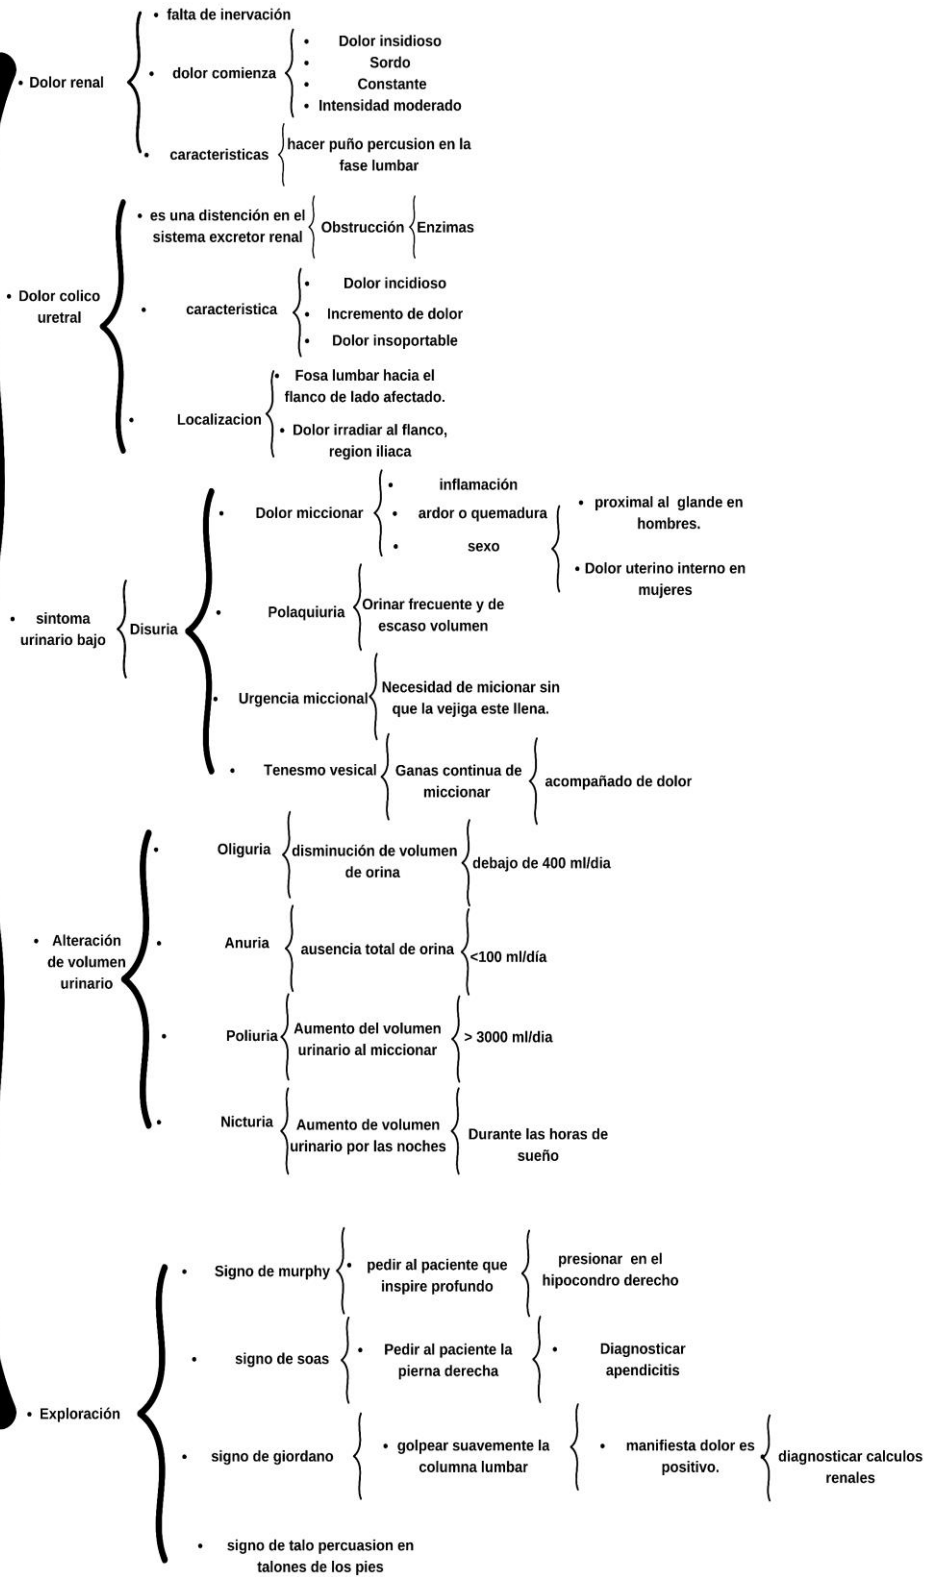 • falta de inervación
• Dolor renal
• dolor comienza
• Dolor insidioso
• Sordo
• Constante
• Intensidad moderado
• caracteristicas
hacer puño percusion en la
fase lumbar
• Dolor colico
uretral
• es una distención en el
sistema excretor renal
Obstrucción
Enzimas
• caracteristica
• Dolor incidioso
• Incremento de dolor
• Dolor insoportable
• Localizacion
• Fosa lumbar hacia el
flanco de lado afectado.
• Dolor irradiar al flanco,
region iliaca
• sintoma
urinario bajo
Disuria
• Dolor miccionar
• inflamación
• ardor o quemadura
• sexo
• proximal al glande en
hombres.
• Dolor uterino interno en
mujeres
• Polaquiuria
Orinar frecuente y de
escaso volumen
• Urgencia miccional
Necesidad de micionar sin
que la vejiga este llena.
• Tenesmo vesical
Ganas continua de
miccionar
acompañado de dolor
• Alteración
de volumen
urinario
• Oliguria
disminución de volumen
de orina
debajo de 400 ml/dia
• Anuria
ausencia total de orina
<100 ml/día
• Poliuria
Aumento del volumen
urinario al miccionar
> 3000 ml/dia
• Nicturia
Aumento de volumen
urinario por las noches
Durante las horas de
sueño
• Exploración
• Signo de murphy
• pedir al paciente que
inspire profundo
presionar en el
hipocondro derecho
• signo de soas
• Pedir al paciente la
pierna derecha
• Diagnosticar
apendicitis
• signo de giordano
• golpear suavemente la
columna lumbar
• manifiesta dolor es
positivo.
diagnosticar calculos
renales
• signo de talo percuasion en
talones de los pies